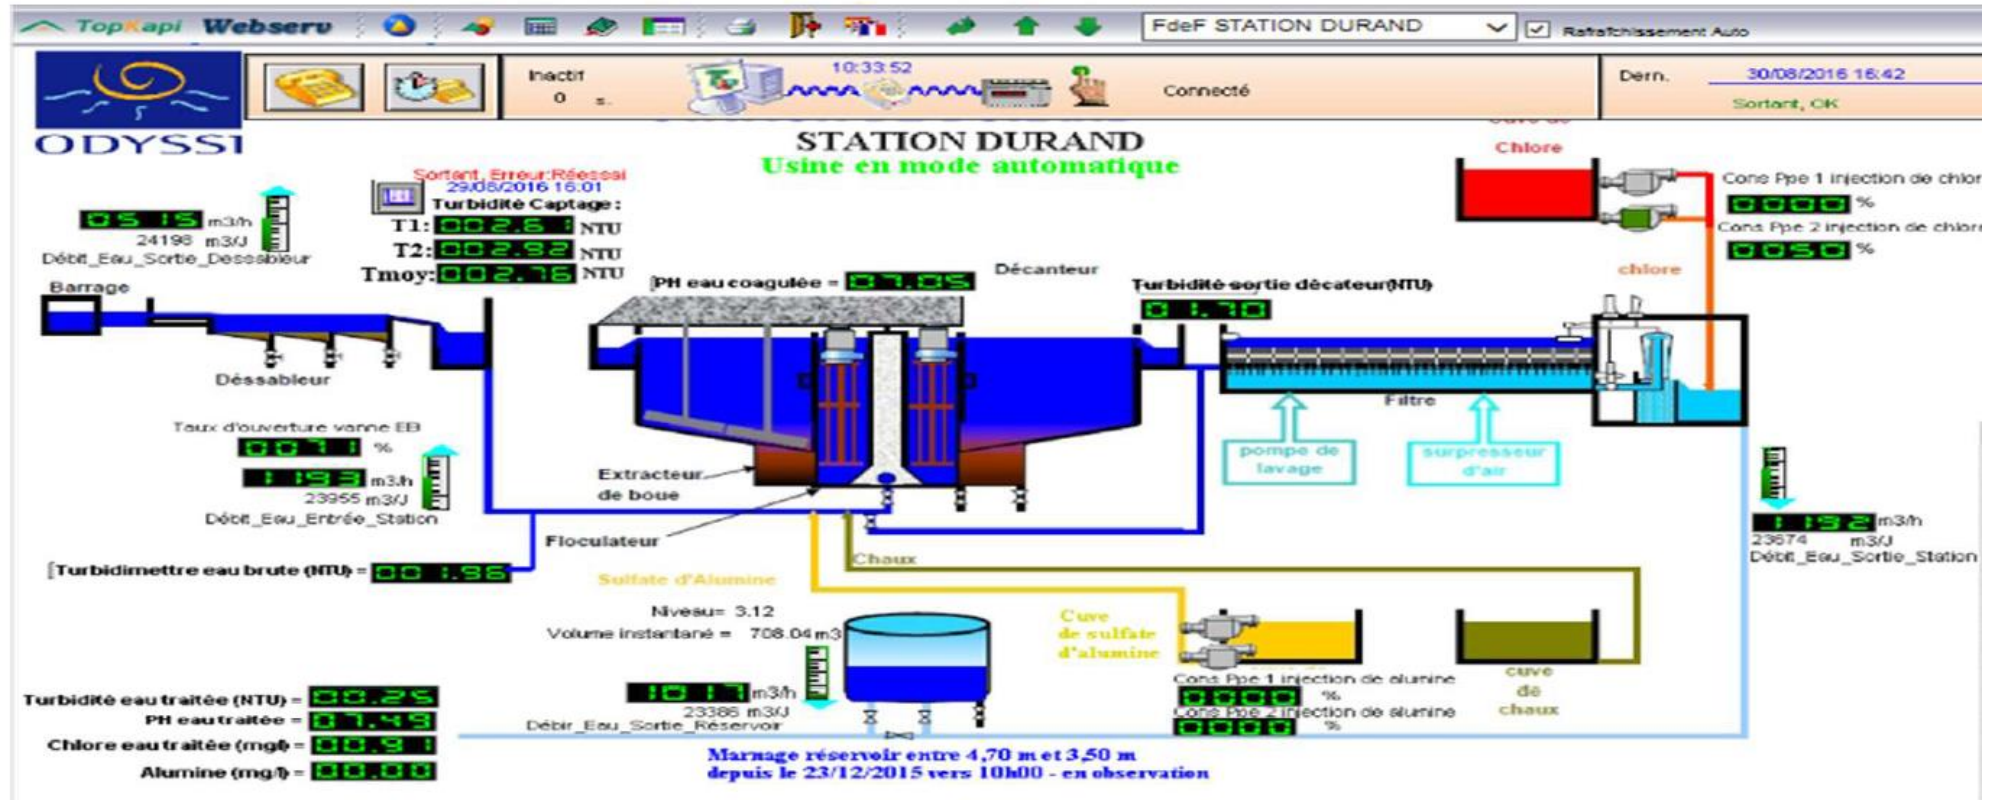 TopKapi Webserv
FdeF STATION DURAND
Rafraîchissement Auto
ODYSSI
Inactif
0 s.
10:33:52
Connecté
Dern. 30/08/2016 16:42
Sortant, OK
STATION DURAND
Usine en mode automatique
Cuve de
Chlore
Sortant, Erreur:Réessai
29/08/2016 16:01
Turbidité Captage :
T1: 002.61 NTU
T2: 002.92 NTU
Tmoy: 002.76 NTU
0515 m3/h
24198 m3/J
Débit_Eau_Sortie_Dessableur
Cons Ppe 1 injection de chlor
0000 %
Cons Ppe 2 injection de chlore
0050 %
chlore
Barrage
Déssableur
PH eau coagulée = 07.05
Décanteur
Turbidité sortie décateur(NTU)
01.70
Filtre
pompe de
lavage
surpresseur
d'air
Taux d'ouverture vanne EB
0071 %
1193 m3/h
23955 m3/J
Débit_Eau_Entrée_Station
Extracteur
de boue
Floculateur
1192 m3/h
23674 m3/J
Débit_Eau_Sortie_Station
Turbidimettre eau brute (NTU) = 001.96
Chaux
Sulfate d'Alumine
Niveau= 3.12
Volume instantané = 708.04 m3
Cuve
de sulfate
d'alumine
cuve
de
chaux
Cons Ppe 1 injection de alumine
0000 %
Cons Ppe 2 injection de alumine
0000 %
1017 m3/h
23386 m3/J
Débir_Eau_Sortie_Réservoir
Turbidité eau traitée (NTU) = 00.25
PH eau traitée = 07.49
Chlore eau traitée (mg/l) = 00.91
Alumine (mg/l) = 00.00
Marnage réservoir entre 4,70 m et 3,50 m
depuis le 23/12/2015 vers 10h00 - en observation